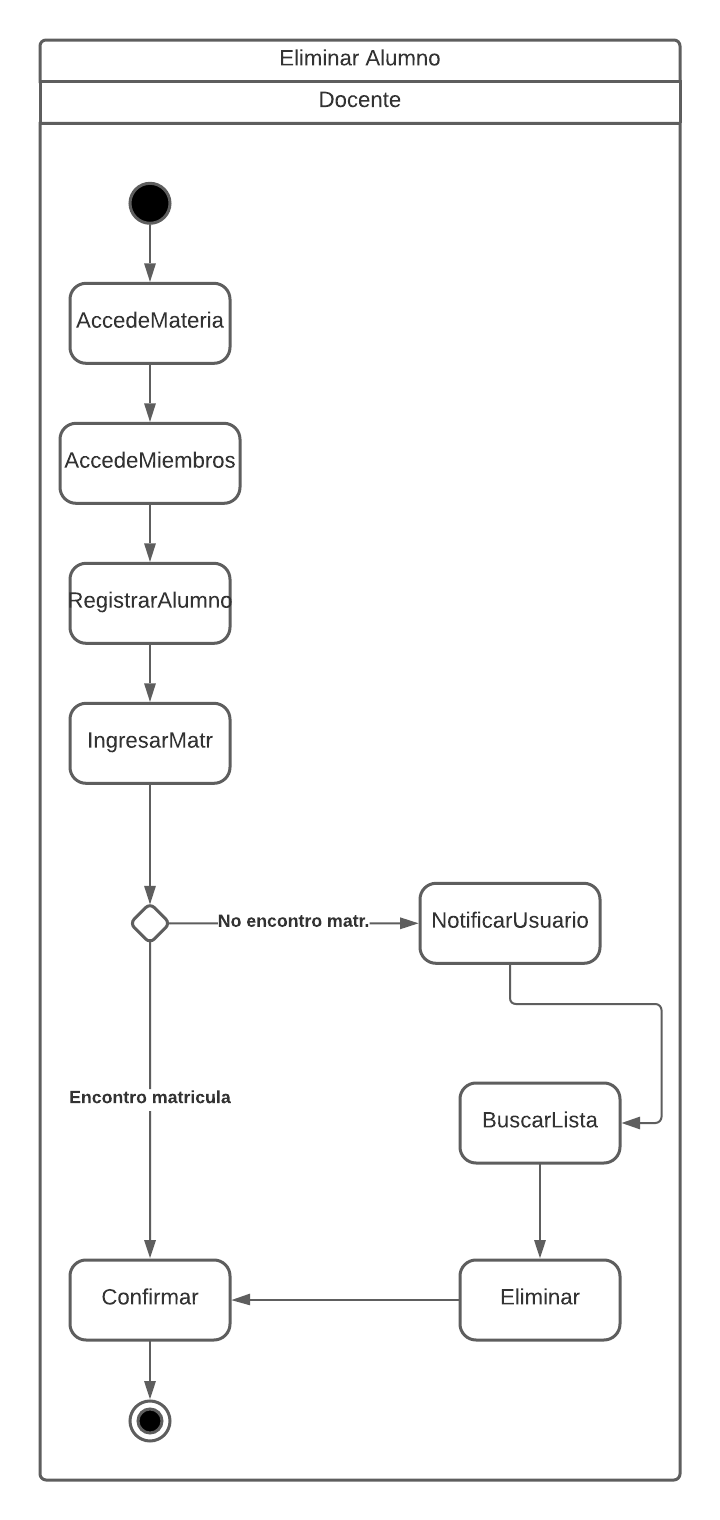 Eliminar Alumno
Docente
AccedeMateria
AccedeMiembros
RegistrarAlumno
IngresarMatr
No encontro matr.
NotificarUsuario
Encontro matricula
BuscarLista
Confirmar
Eliminar